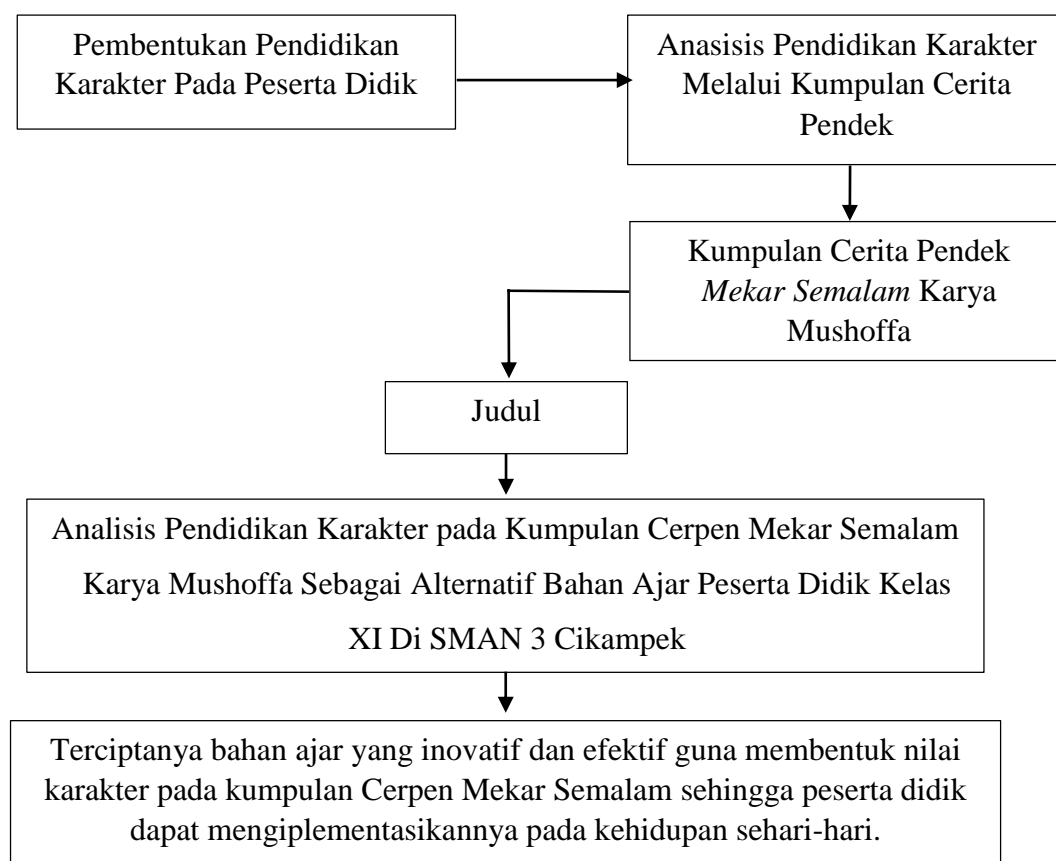 Pembentukan Pendidikan
Karakter Pada Peserta Didik
Anasisis Pendidikan Karakter
Melalui Kumpulan Cerita
Pendek
Kumpulan Cerita Pendek
Mekar Semalam Karya
Mushoffa
Judul
Analisis Pendidikan Karakter pada Kumpulan Cerpen Mekar Semalam
Karya Mushoffa Sebagai Alternatif Bahan Ajar Peserta Didik Kelas
XI Di SMAN 3 Cikampek
Terciptanya bahan ajar yang inovatif dan efektif guna membentuk nilai
karakter pada kumpulan Cerpen Mekar Semalam sehingga peserta didik
dapat mengiplementasikannya pada kehidupan sehari-hari.